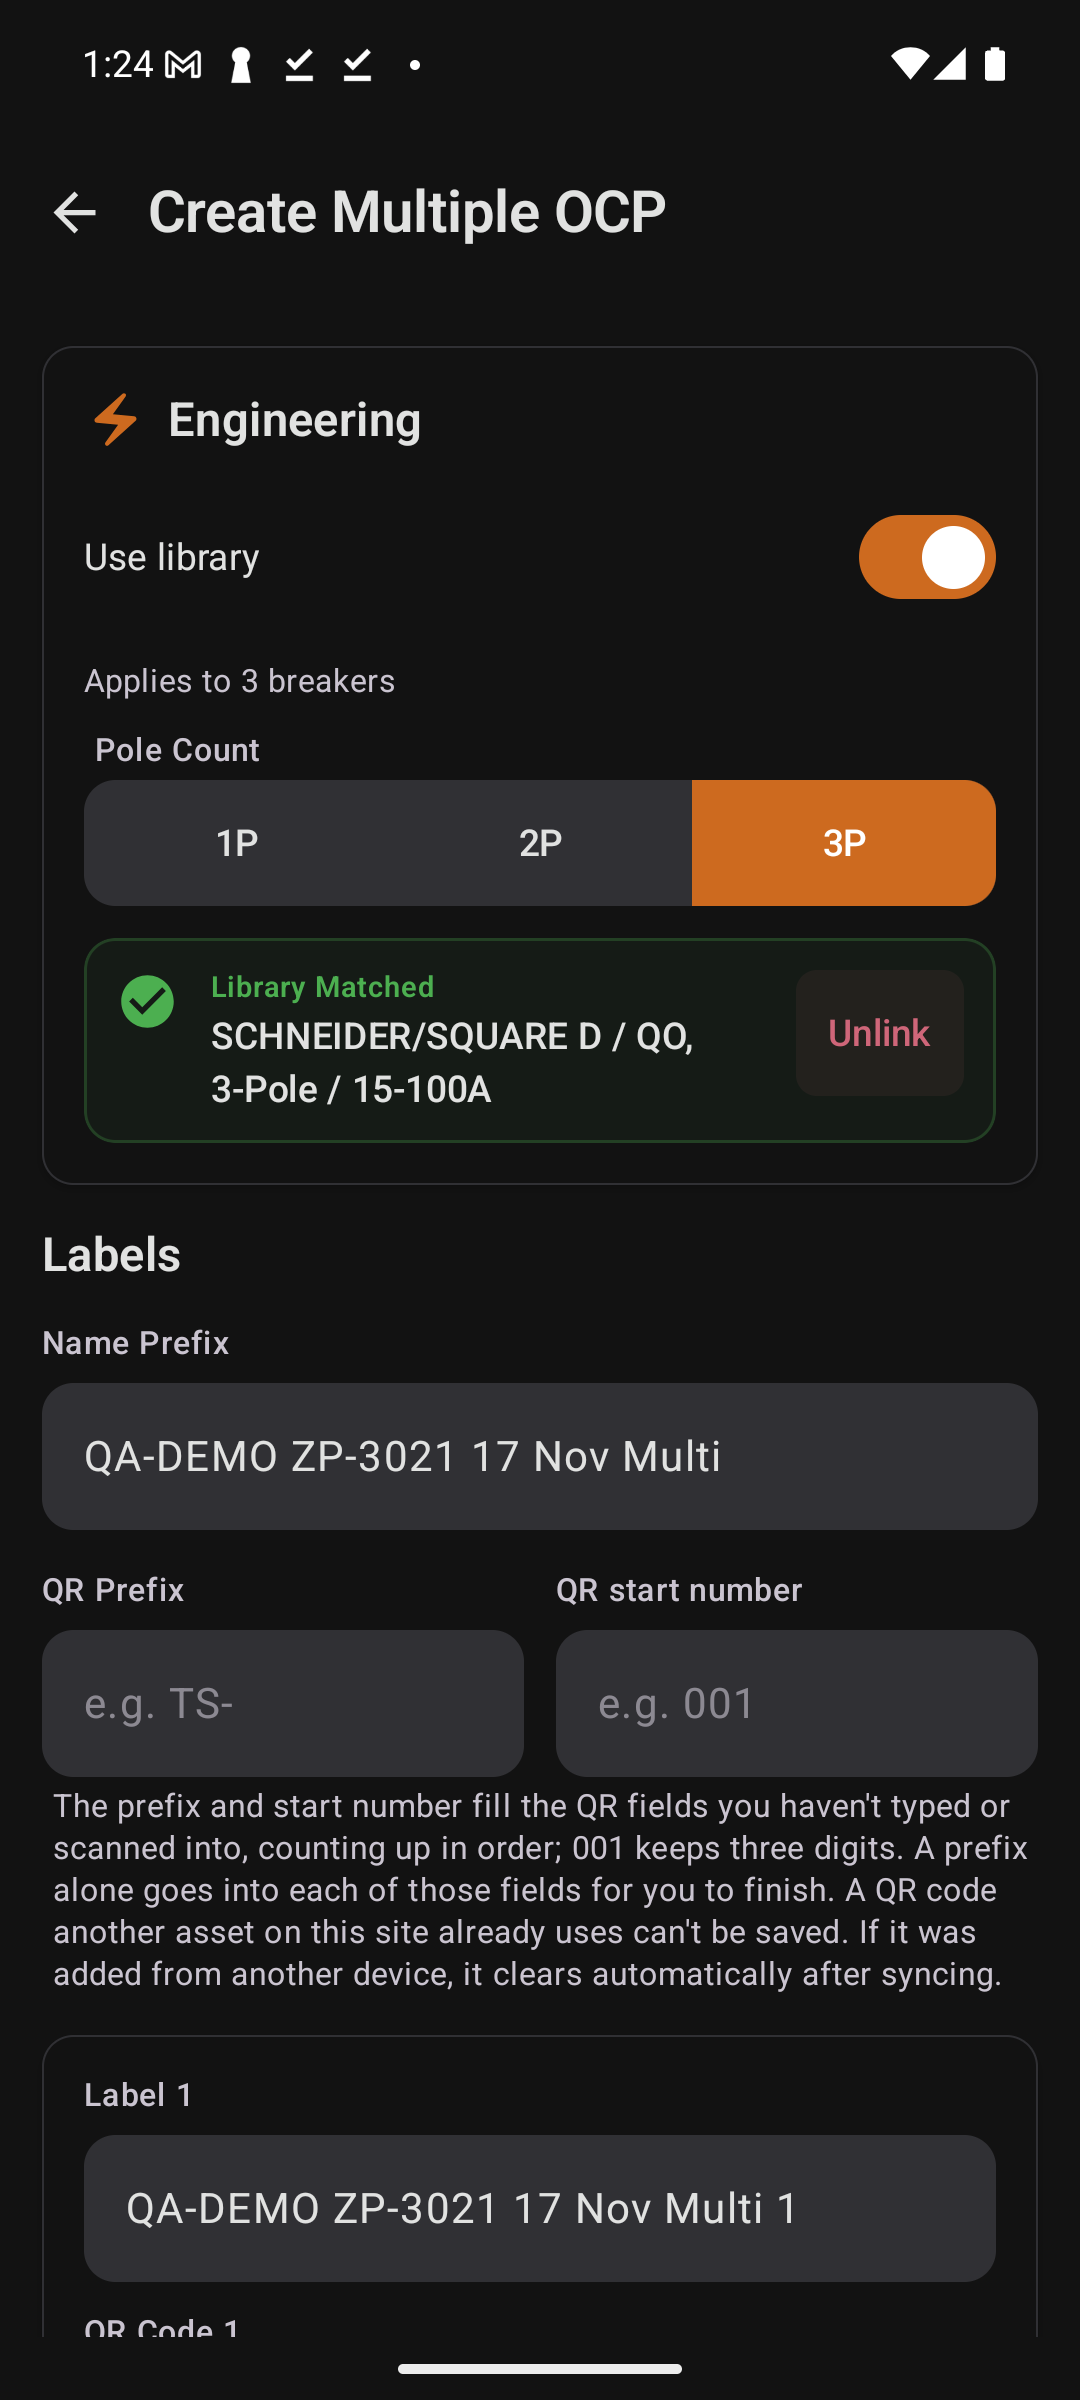 1:24
Create Multiple OCP
Engineering
Use library
Applies to 3 breakers
Pole Count
1P 2P 3P
Library Matched
SCHNEIDER/SQUARE D / QO,
3-Pole / 15-100A
Unlink
Labels
Name Prefix
QA-DEMO ZP-3021 17 Nov Multi
QR Prefix QR start number
e.g. TS- e.g. 001
The prefix and start number fill the QR fields you haven't typed or
scanned into, counting up in order; 001 keeps three digits. A prefix
alone goes into each of those fields for you to finish. A QR code
another asset on this site already uses can't be saved. If it was
added from another device, it clears automatically after syncing.
Label 1
QA-DEMO ZP-3021 17 Nov Multi 1
QR Code 1